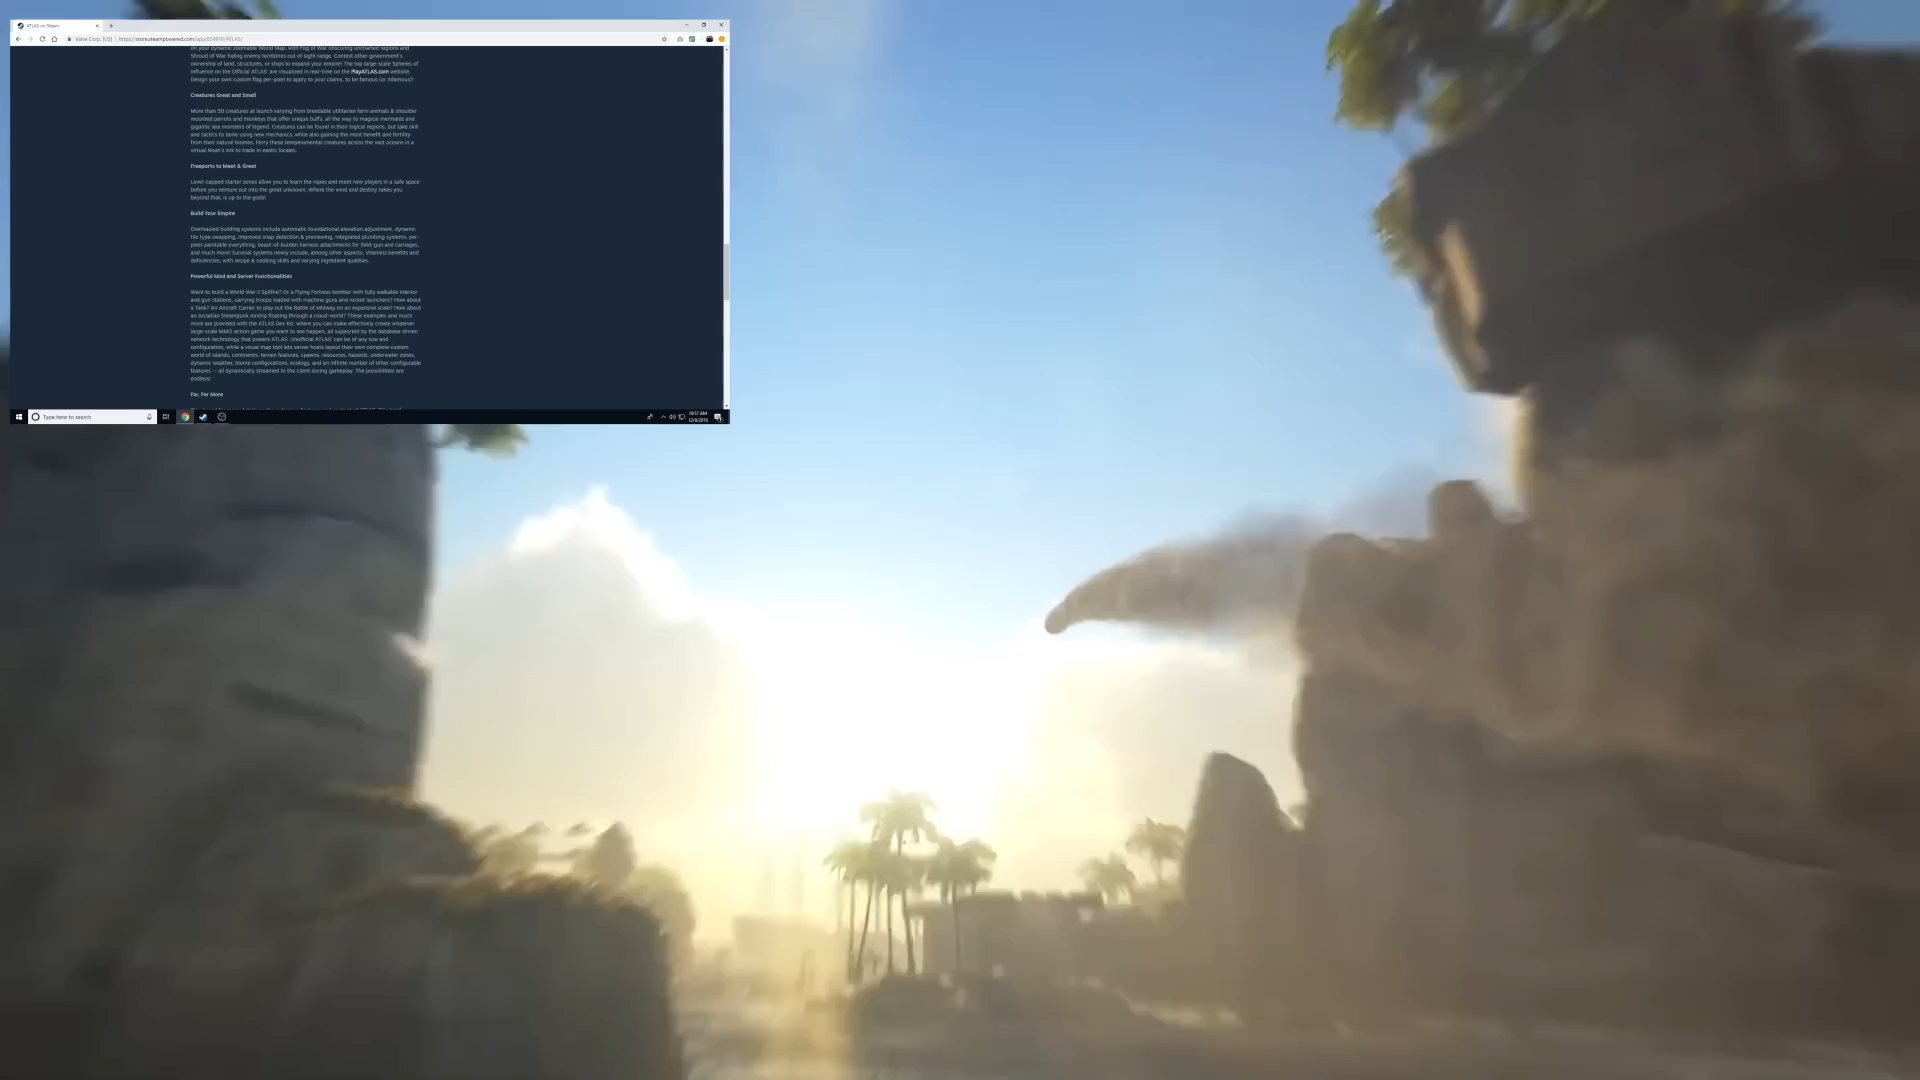 ATLAS on Steam
Valve Corp. [US] | https://store.steampowered.com/app/834910/ATLAS/
on your dynamic zoomable World Map, with Fog of War obscuring uncharted regions and
Shroud of War hiding enemy territories out of sight range. Contest other government's
ownership of land, structures, or ships to expand your empire! The top large-scale Spheres of
Influence on the Official ATLAS' are visualized in real-time on the PlayATLAS.com website.
Design your own custom flag per-pixel to apply to your claims, to be famous (or infamous)!
Creatures Great and Small
More than 50 creatures at launch varying from breedable utilitarian farm animals & shoulder
mounted parrots and monkeys that offer unique buffs, all the way to magical mermaids and
gigantic sea monsters of legend. Creatures can be found in their logical regions, but take skill
and tactics to tame using new mechanics, while also gaining the most benefit and fertility
from their natural biomes. Ferry these temperamental creatures across the vast oceans in a
virtual Noah's Ark to trade in exotic locales.
Freeports to Meet & Greet
Level-capped starter zones allow you to learn the ropes and meet new players in a safe space
before you venture out into the great unknown. Where the wind and destiny takes you
beyond that, is up to the gods!
Build Your Empire
Overhauled building systems include automatic foundational elevation adjustment, dynamic
tile type swapping, improved snap detection & previewing, integrated plumbing systems, per-
pixel-paintable-everything, beast-of-burden harness attachments for field-gun and carriages,
and much more! Survival systems newly include, among other aspects, Vitamins benefits and
deficiencies, with recipe & cooking skills and varying ingredient qualities.
Powerful Mod and Server Functionalities
Want to build a World War II Spitfire? Or a Flying Fortress bomber with fully walkable interior
and gun stations, carrying troops loaded with machine guns and rocket launchers? How about
a Tank? An Aircraft Carrier to play out the Battle of Midway on an expansive scale? How about
an Arcadian Steampunk Airship floating through a cloud-world? These examples and much
more are provided with the ATLAS Dev Kit, where you can make effectively create whatever
large-scale MMO action game you want to see happen, all supported by the database-driven
network technology that powers ATLAS. Unofficial ATLAS' can be of any size and
configuration, while a visual map tool lets server hosts layout their own complete custom
world of islands, continents, terrain features, spawns, resources, hazards, underwater zones,
dynamic weather, biome configurations, ecology, and an infinite number of other configurable
features -- all dynamically streamed to the client during gameplay. The possibilities are
endless!
Far, Far More
Type here to search
10:57 AM
12/8/2018